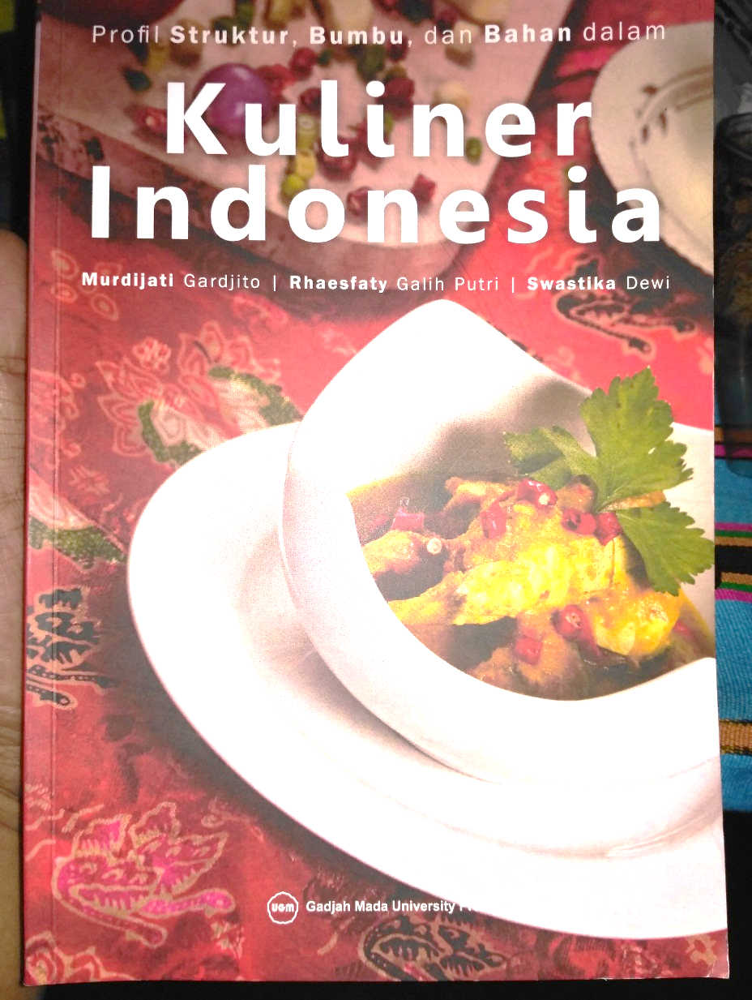 Profil Struktur, Bumbu, dan Bahan dalam
Kuliner
Indonesia
Murdijati Gardjito | Rhaesfaty Galih Putri | Swastika Dewi
UGM Gadjah Mada University